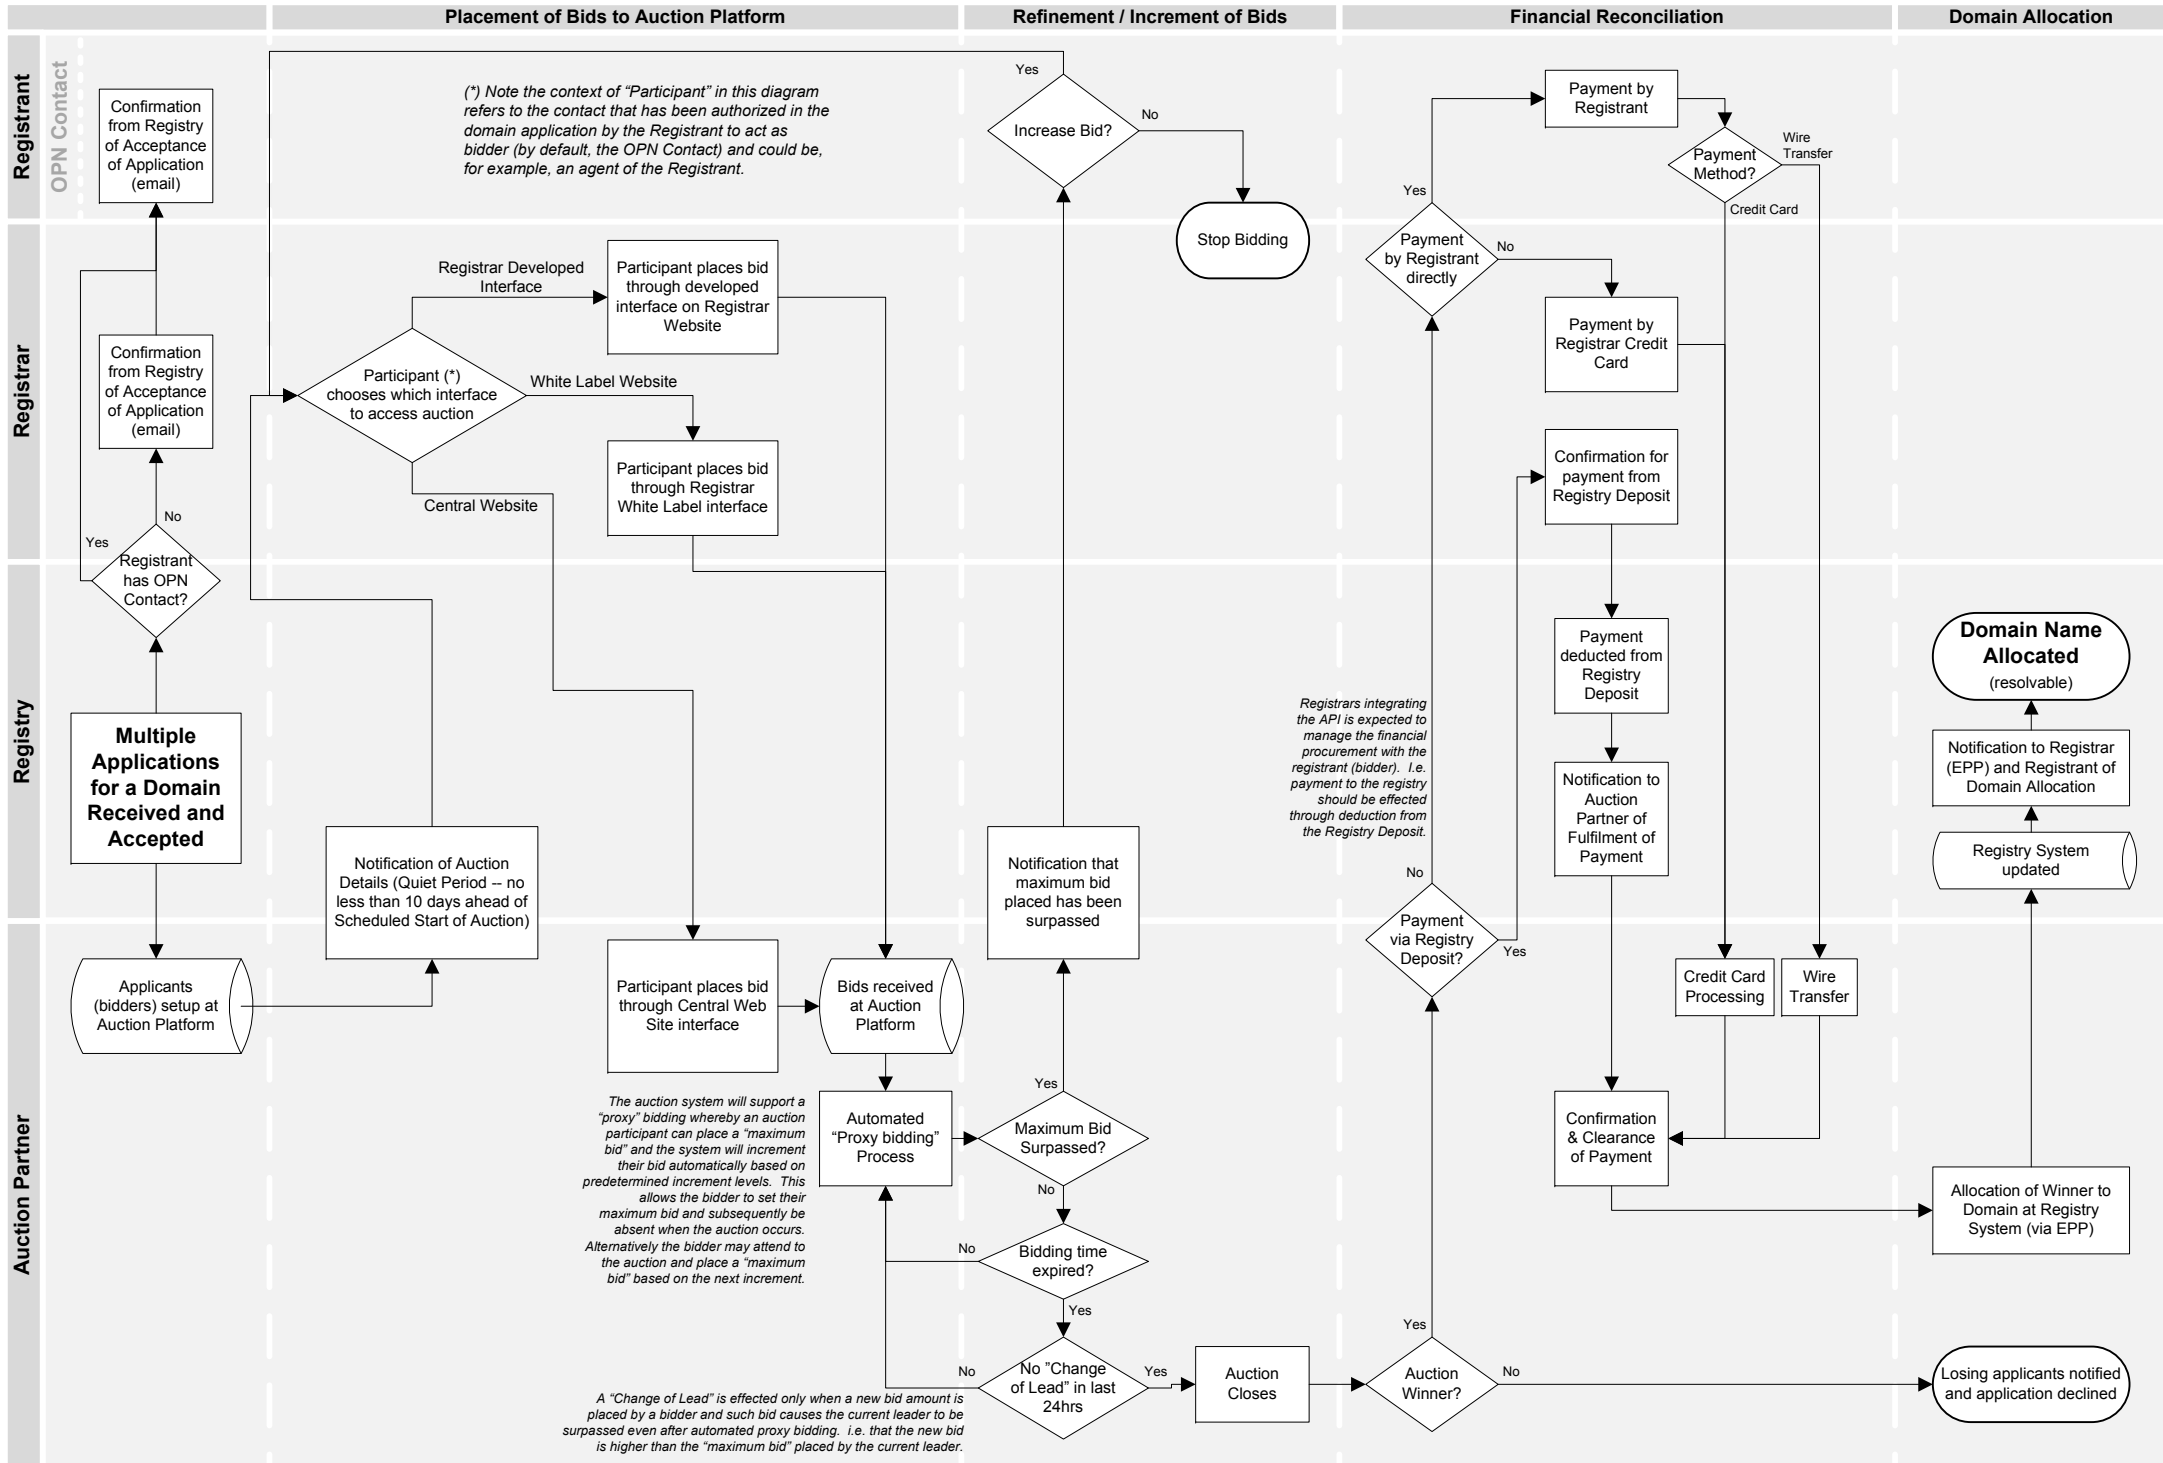 Placement of Bids to Auction Platform
Refinement / Increment of Bids
Financial Reconciliation
Domain Allocation
Registrant
OPN Contact
Registrar
Registry
Auction Partner
Confirmation
from Registry
of Acceptance
of Application
(email)
Confirmation
from Registry
of Acceptance
of Application
(email)
No
Yes
Registrant
has OPN
Contact?
Multiple
Applications
for a Domain
Received and
Accepted
Applicants
(bidders) setup at
Auction Platform
(*) Note the context of “Participant” in this diagram
refers to the contact that has been authorized in the
domain application by the Registrant to act as
bidder (by default, the OPN Contact) and could be,
for example, an agent of the Registrant.
Registrar Developed
Interface
Participant places bid
through developed
interface on Registrar
Website
Participant (*)
chooses which interface
to access auction
White Label Website
Participant places bid
through Registrar
White Label interface
Central Website
Notification of Auction
Details (Quiet Period -- no
less than 10 days ahead of
Scheduled Start of Auction)
Participant places bid
through Central Web
Site interface
Bids received
at Auction
Platform
The auction system will support a
“proxy” bidding whereby an auction
participant can place a “maximum
bid” and the system will increment
their bid automatically based on
predetermined increment levels.  This
allows the bidder to set their
maximum bid and subsequently be
absent when the auction occurs.
Alternatively the bidder may attend to
the auction and place a “maximum
bid” based on the next increment.
Automated
“Proxy bidding”
Process
A “Change of Lead” is effected only when a new bid amount is
placed by a bidder and such bid causes the current leader to be
surpassed even after automated proxy bidding.  i.e. that the new bid
is higher than the “maximum bid” placed by the current leader.
Yes
Increase Bid?
No
Stop Bidding
Notification that
maximum bid
placed has been
surpassed
Yes
Maximum Bid
Surpassed?
No
No
Bidding time
expired?
Yes
No
No ”Change
of Lead” in last
24hrs
Yes
Auction
Closes
Payment by
Registrant
Payment
Method?
Wire
Transfer
Credit Card
Yes
Payment
by Registrant
directly
No
Payment by
Registrar Credit
Card
Confirmation for
payment from
Registry Deposit
Payment
deducted from
Registry
Deposit
Registrars integrating
the API is expected to
manage the financial
procurement with the
registrant (bidder).  I.e.
payment to the registry
should be effected
through deduction from
the Registry Deposit.
Notification to
Auction
Partner of
Fulfilment of
Payment
No
Payment
via Registry
Deposit?
Yes
Credit Card
Processing
Wire
Transfer
Confirmation
& Clearance
of Payment
Yes
Auction
Winner?
No
Domain Name
Allocated
(resolvable)
Notification to Registrar
(EPP) and Registrant of
Domain Allocation
Registry System
updated
Allocation of Winner to
Domain at Registry
System (via EPP)
Losing applicants notified
and application declined